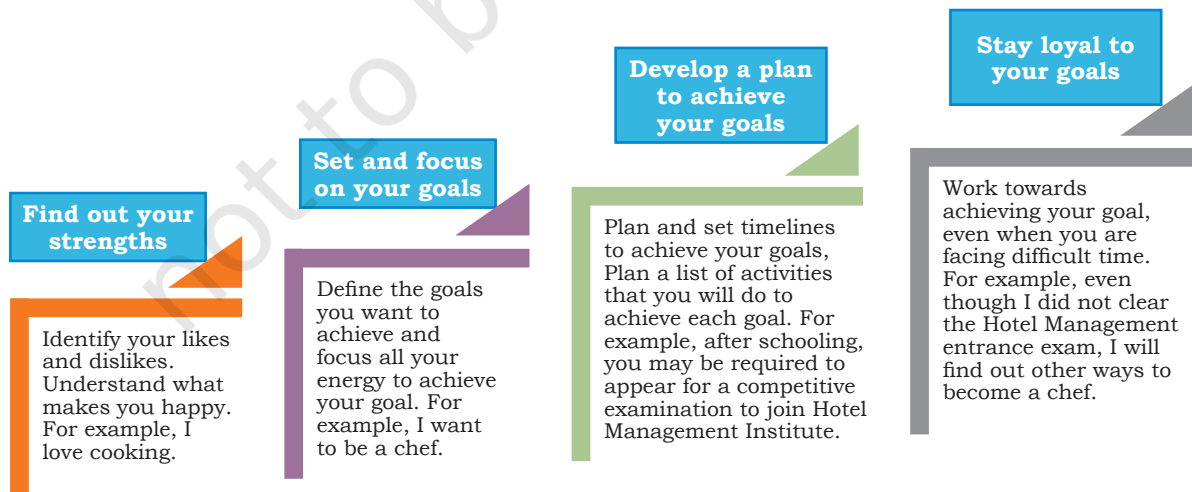 not to b
Find out your
strengths
Identify your likes
and dislikes.
Understand what
makes you happy.
For example, I
love cooking.
Set and focus
on your goals
Define the goals
you want to
achieve and
focus all your
energy to achieve
your goal. For
example, I want
to be a chef.
Develop a plan
to achieve
your goals
Plan and set timelines
to achieve your goals,
Plan a list of activities
that you will do to
achieve each goal. For
example, after schooling,
you may be required to
appear for a competitive
examination to join Hotel
Management Institute.
Stay loyal to
your goals
Work towards
achieving your goal,
even when you are
facing difficult time.
For example, even
though I did not clear
the Hotel Management
entrance exam, I will
find out other ways to
become a chef.